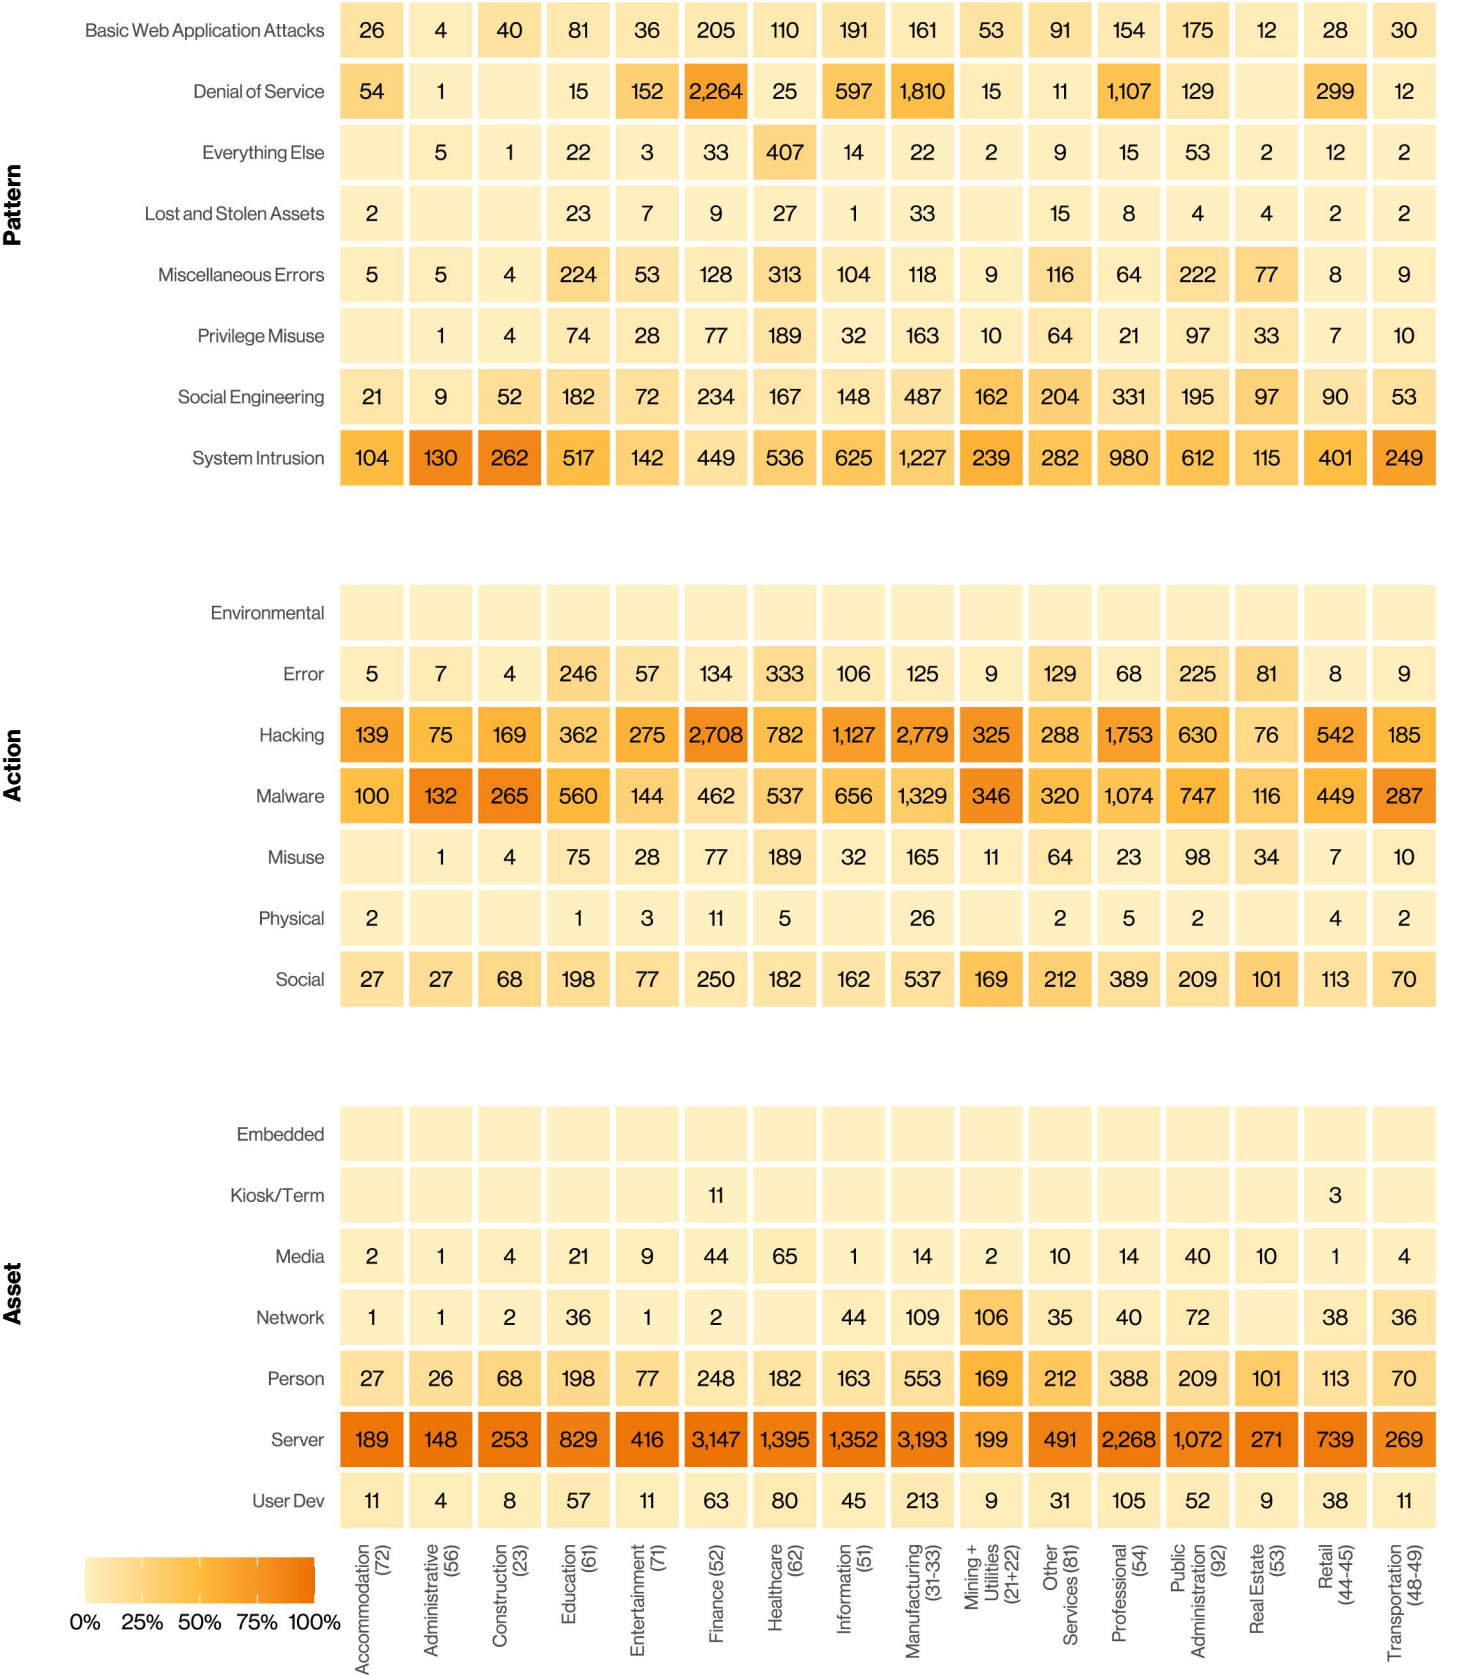 Pattern
Basic Web Application Attacks 26 4 40 81 36 205 110 191 161 53 91 154 175 12 28 30
Denial of Service 54 1 15 152 2,264 25 597 1,810 15 11 1,107 129 299 12
Everything Else 5 1 22 3 33 407 14 22 2 9 15 53 2 12 2
Lost and Stolen Assets 2 23 7 9 27 1 33 15 8 4 4 2 2
Miscellaneous Errors 5 5 4 224 53 128 313 104 118 9 116 64 222 77 8 9
Privilege Misuse 1 4 74 28 77 189 32 163 10 64 21 97 33 7 10
Social Engineering 21 9 52 182 72 234 167 148 487 162 204 331 195 97 90 53
System Intrusion 104 130 262 517 142 449 536 625 1,227 239 282 980 612 115 401 249
Action
Environmental
Error 5 7 4 246 57 134 333 106 125 9 129 68 225 81 8 9
Hacking 139 75 169 362 275 2,708 782 1,127 2,779 325 288 1,753 630 76 542 185
Malware 100 132 265 560 144 462 537 656 1,329 346 320 1,074 747 116 449 287
Misuse 1 4 75 28 77 189 32 165 11 64 23 98 34 7 10
Physical 2 1 3 11 5 26 2 5 2 4 2
Social 27 27 68 198 77 250 182 162 537 169 212 389 209 101 113 70
Asset
Embedded
Kiosk/Term 11 3
Media 2 1 4 21 9 44 65 1 14 2 10 14 40 10 1 4
Network 1 1 2 36 1 2 44 109 106 35 40 72 38 36
Person 27 26 68 198 77 248 182 163 553 169 212 388 209 101 113 70
Server 189 148 253 829 416 3,147 1,395 1,352 3,193 199 491 2,268 1,072 271 739 269
User Dev 11 4 8 57 11 63 80 45 213 9 31 105 52 9 38 11
0% 25% 50% 75% 100%
Accommodation
(72)
Administrative
(56)
Construction
(23)
Education
(61)
Entertainment
(71)
Finance (52)
Healthcare
(62)
Information
(51)
Manufacturing
(31-33)
Mining +
Utilities
(21+22)
Other
Services (81)
Professional
(54)
Public
Administration
(92)
Real Estate
(53)
Retail
(44-45)
Transportation
(48-49)